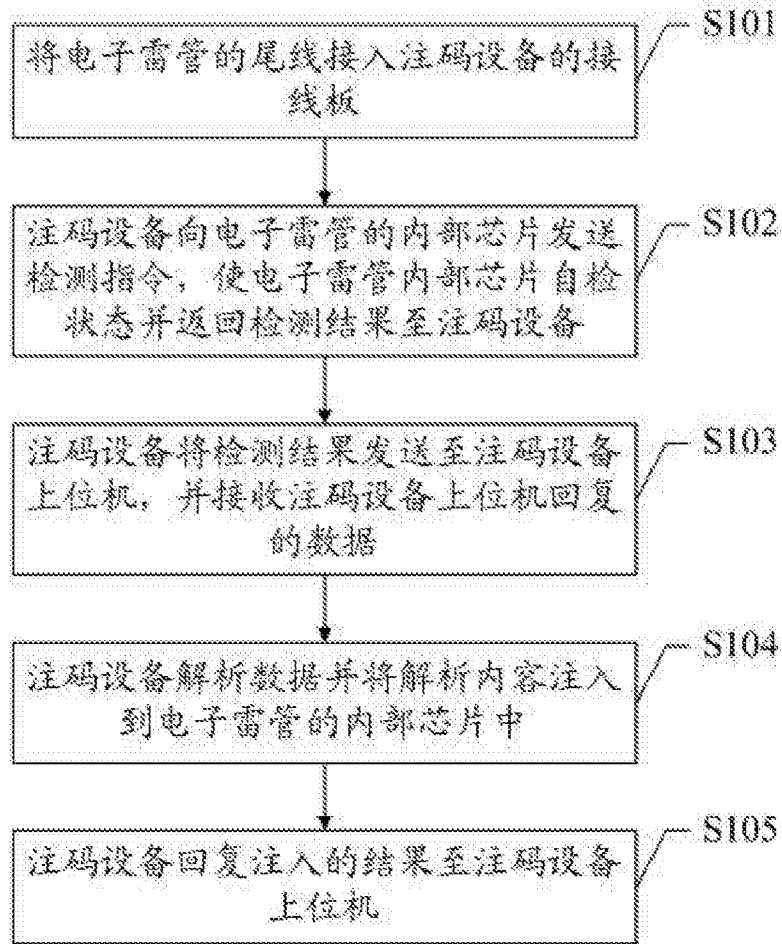 S101
将电子雷管的尾线接入注码设备的接
线板
S102
注码设备向电子雷管的内部芯片发送
检测指令，使电子雷管内部芯片自检
状态并返回检测结果至注码设备
S103
注码设备将检测结果发送至注码设备
上位机，并接收注码设备上位机回复
的数据
S104
注码设备解析数据并将解析内容注入
到电子雷管的内部芯片中
S105
注码设备回复注入的结果至注码设备
上位机